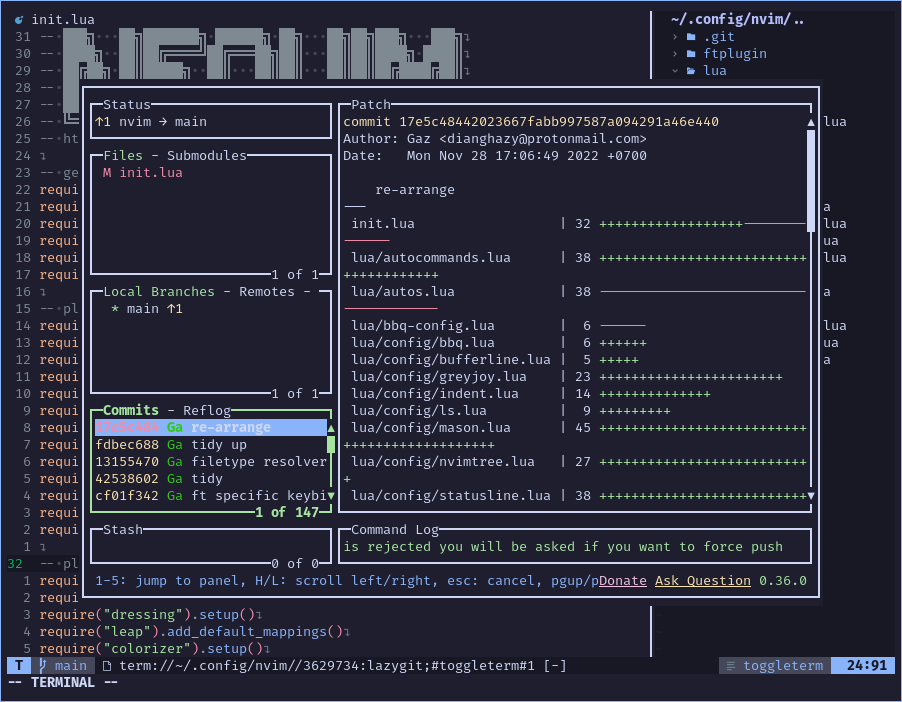 init.lua
~/.config/nvim/..
31 --
30 --
29 --
28 --
27 --
26 --
25 -- ht
24
23 -- ge
22 requi
21 requi
20 requi
19 requi
18 requi
17 requi
16
15 -- pl
14 requi
13 requi
12 requi
11 requi
10 requi
9 requi
8 requi
7 requi
6 requi
5 requi
4 requi
3 requi
2 requi
1
32 -- pl
1 requi
2 requi
3 require("dressing").setup()
4 require("leap").add_default_mappings()
5 require("colorizer").setup()
› .git
› ftplugin
lua
lua
a
lua
ua
lua
a
lua
ua
a
Status
↑1 nvim → main
Files - Submodules
M init.lua
1 of 1
Local Branches - Remotes -
* main ↑1
1 of 1
Commits - Reflog
17e5c484 Ga re-arrange
fdbec688 Ga tidy up
13155470 Ga filetype resolver
42538602 Ga tidy
cf01f342 Ga ft specific keybi
1 of 147
Stash
0 of 0
Patch
commit 17e5c48442023667fabb997587a094291a46e440
Author: Gaz <dianghazy@protonmail.com>
Date:   Mon Nov 28 17:06:49 2022 +0700
re-arrange
---
init.lua | 32 ++++++++++++++++++--------
------
lua/autocommands.lua | 38 ++++++++++++++++++++++++++
++++++++++++
lua/autos.lua | 38 --------------------------
------------
lua/bbq-config.lua | 6 ------
lua/config/bbq.lua | 6 ++++++
lua/config/bufferline.lua | 5 +++++
lua/config/greyjoy.lua | 23 +++++++++++++++++++++++
lua/config/indent.lua | 14 ++++++++++++++
lua/config/ls.lua | 9 +++++++++
lua/config/mason.lua | 45 ++++++++++++++++++++++++++
+++++++++++++++++++
lua/config/nvimtree.lua | 27 ++++++++++++++++++++++++++
+
lua/config/statusline.lua | 38 ++++++++++++++++++++++++++
Command Log
is rejected you will be asked if you want to force push
1-5: jump to panel, H/L: scroll left/right, esc: cancel, pgup/pDonate Ask Question 0.36.0
T main term://~/.config/nvim//3629734:lazygit;#toggleterm#1 [-] toggleterm 24:91
-- TERMINAL --